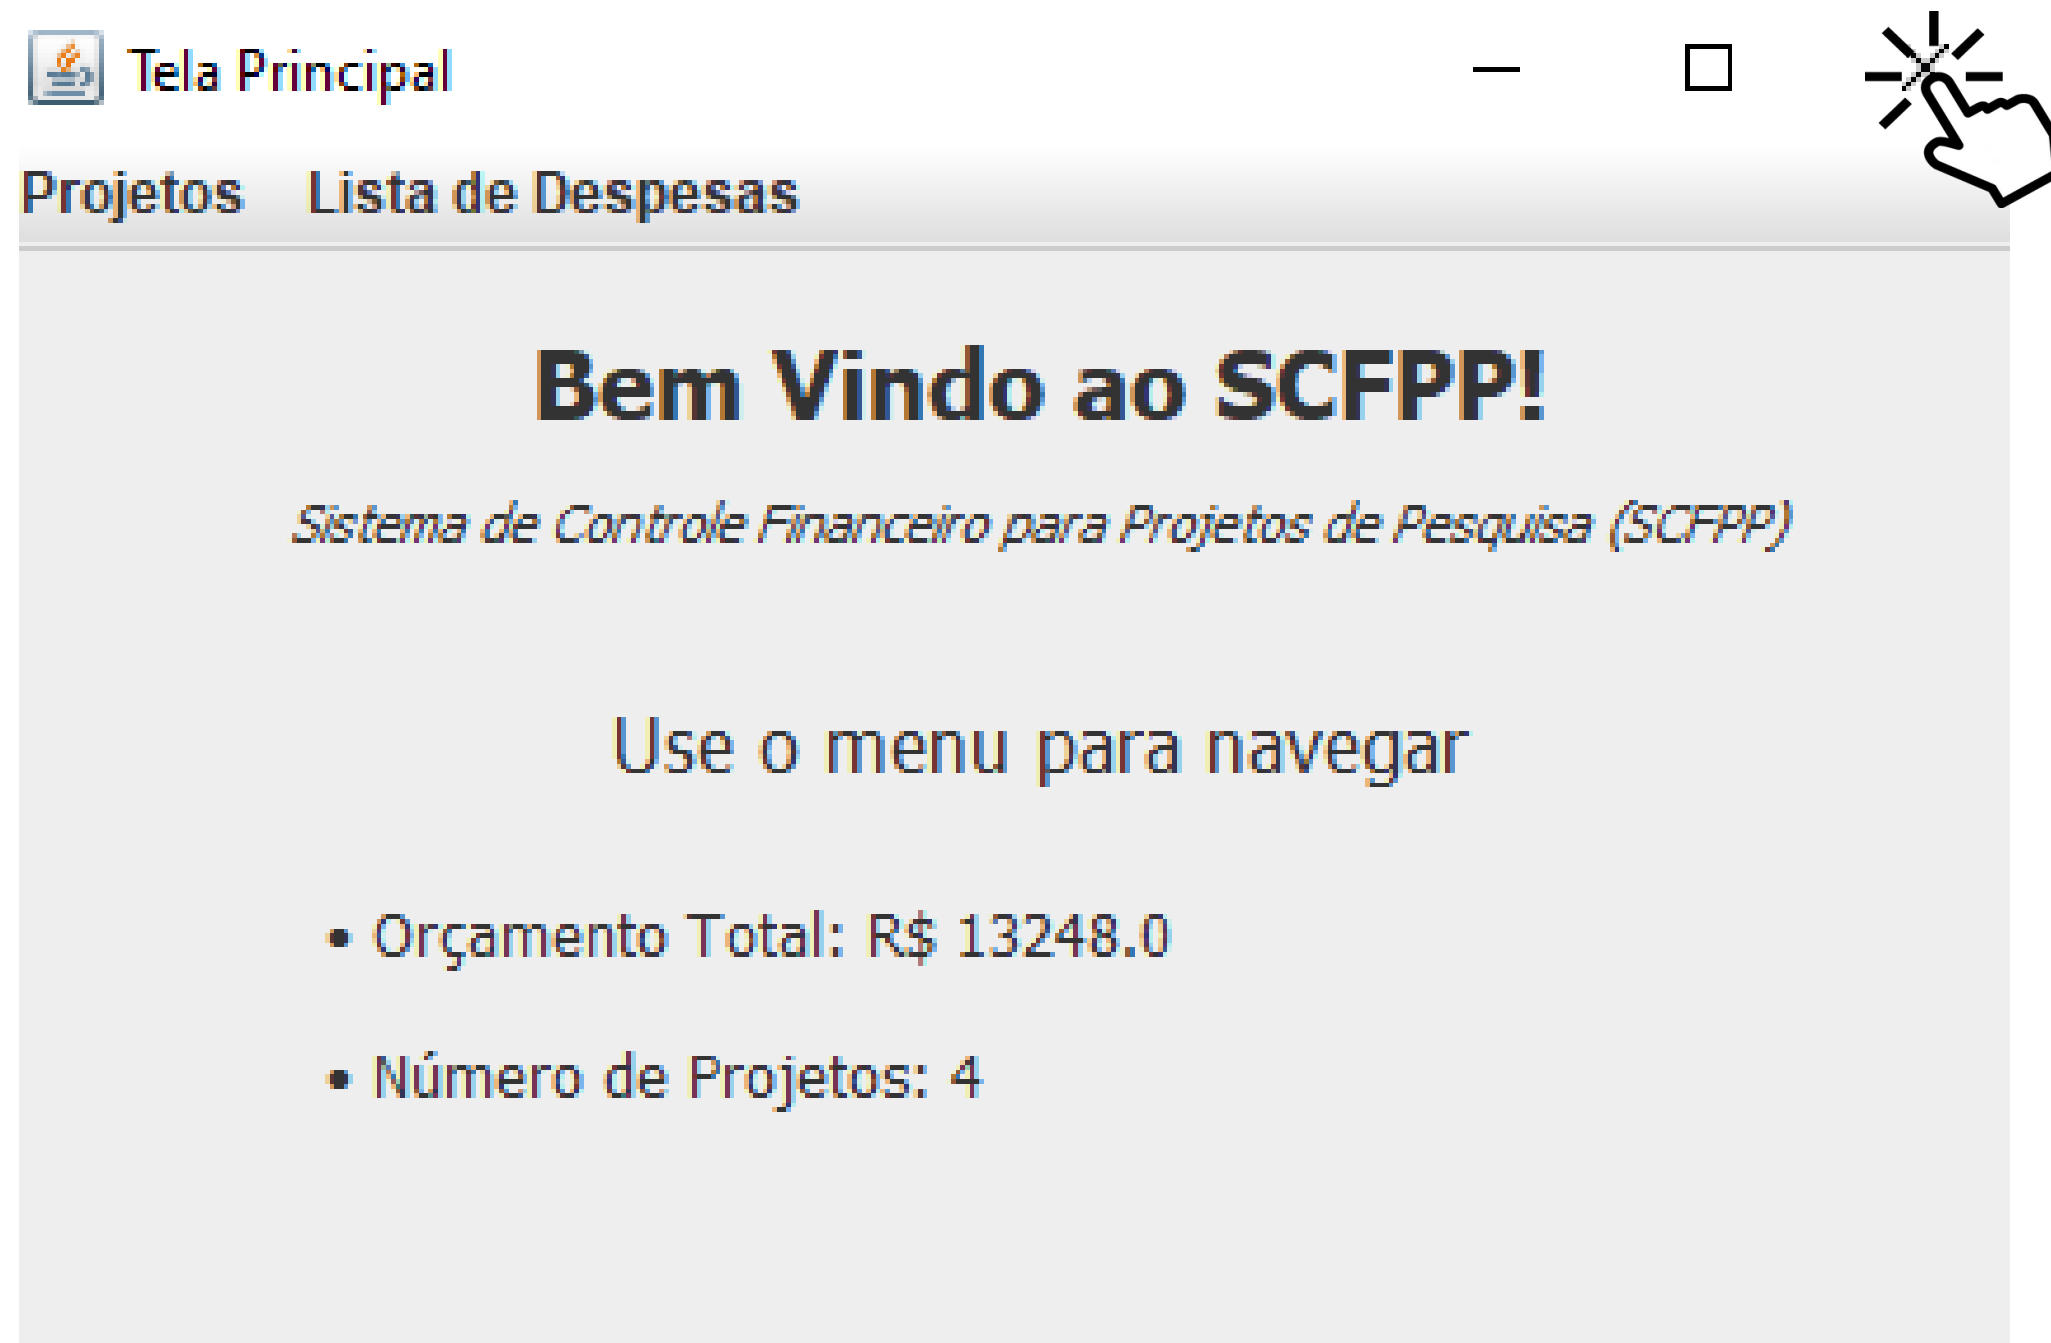 Tela Principal
Projetos Lista de Despesas
Bem Vindo ao SCFPP!
Sistema de Controle Financeiro para Projetos de Pesquisa (SCFPP)
Use o menu para navegar
• Orçamento Total: R$ 13248.0
• Número de Projetos: 4